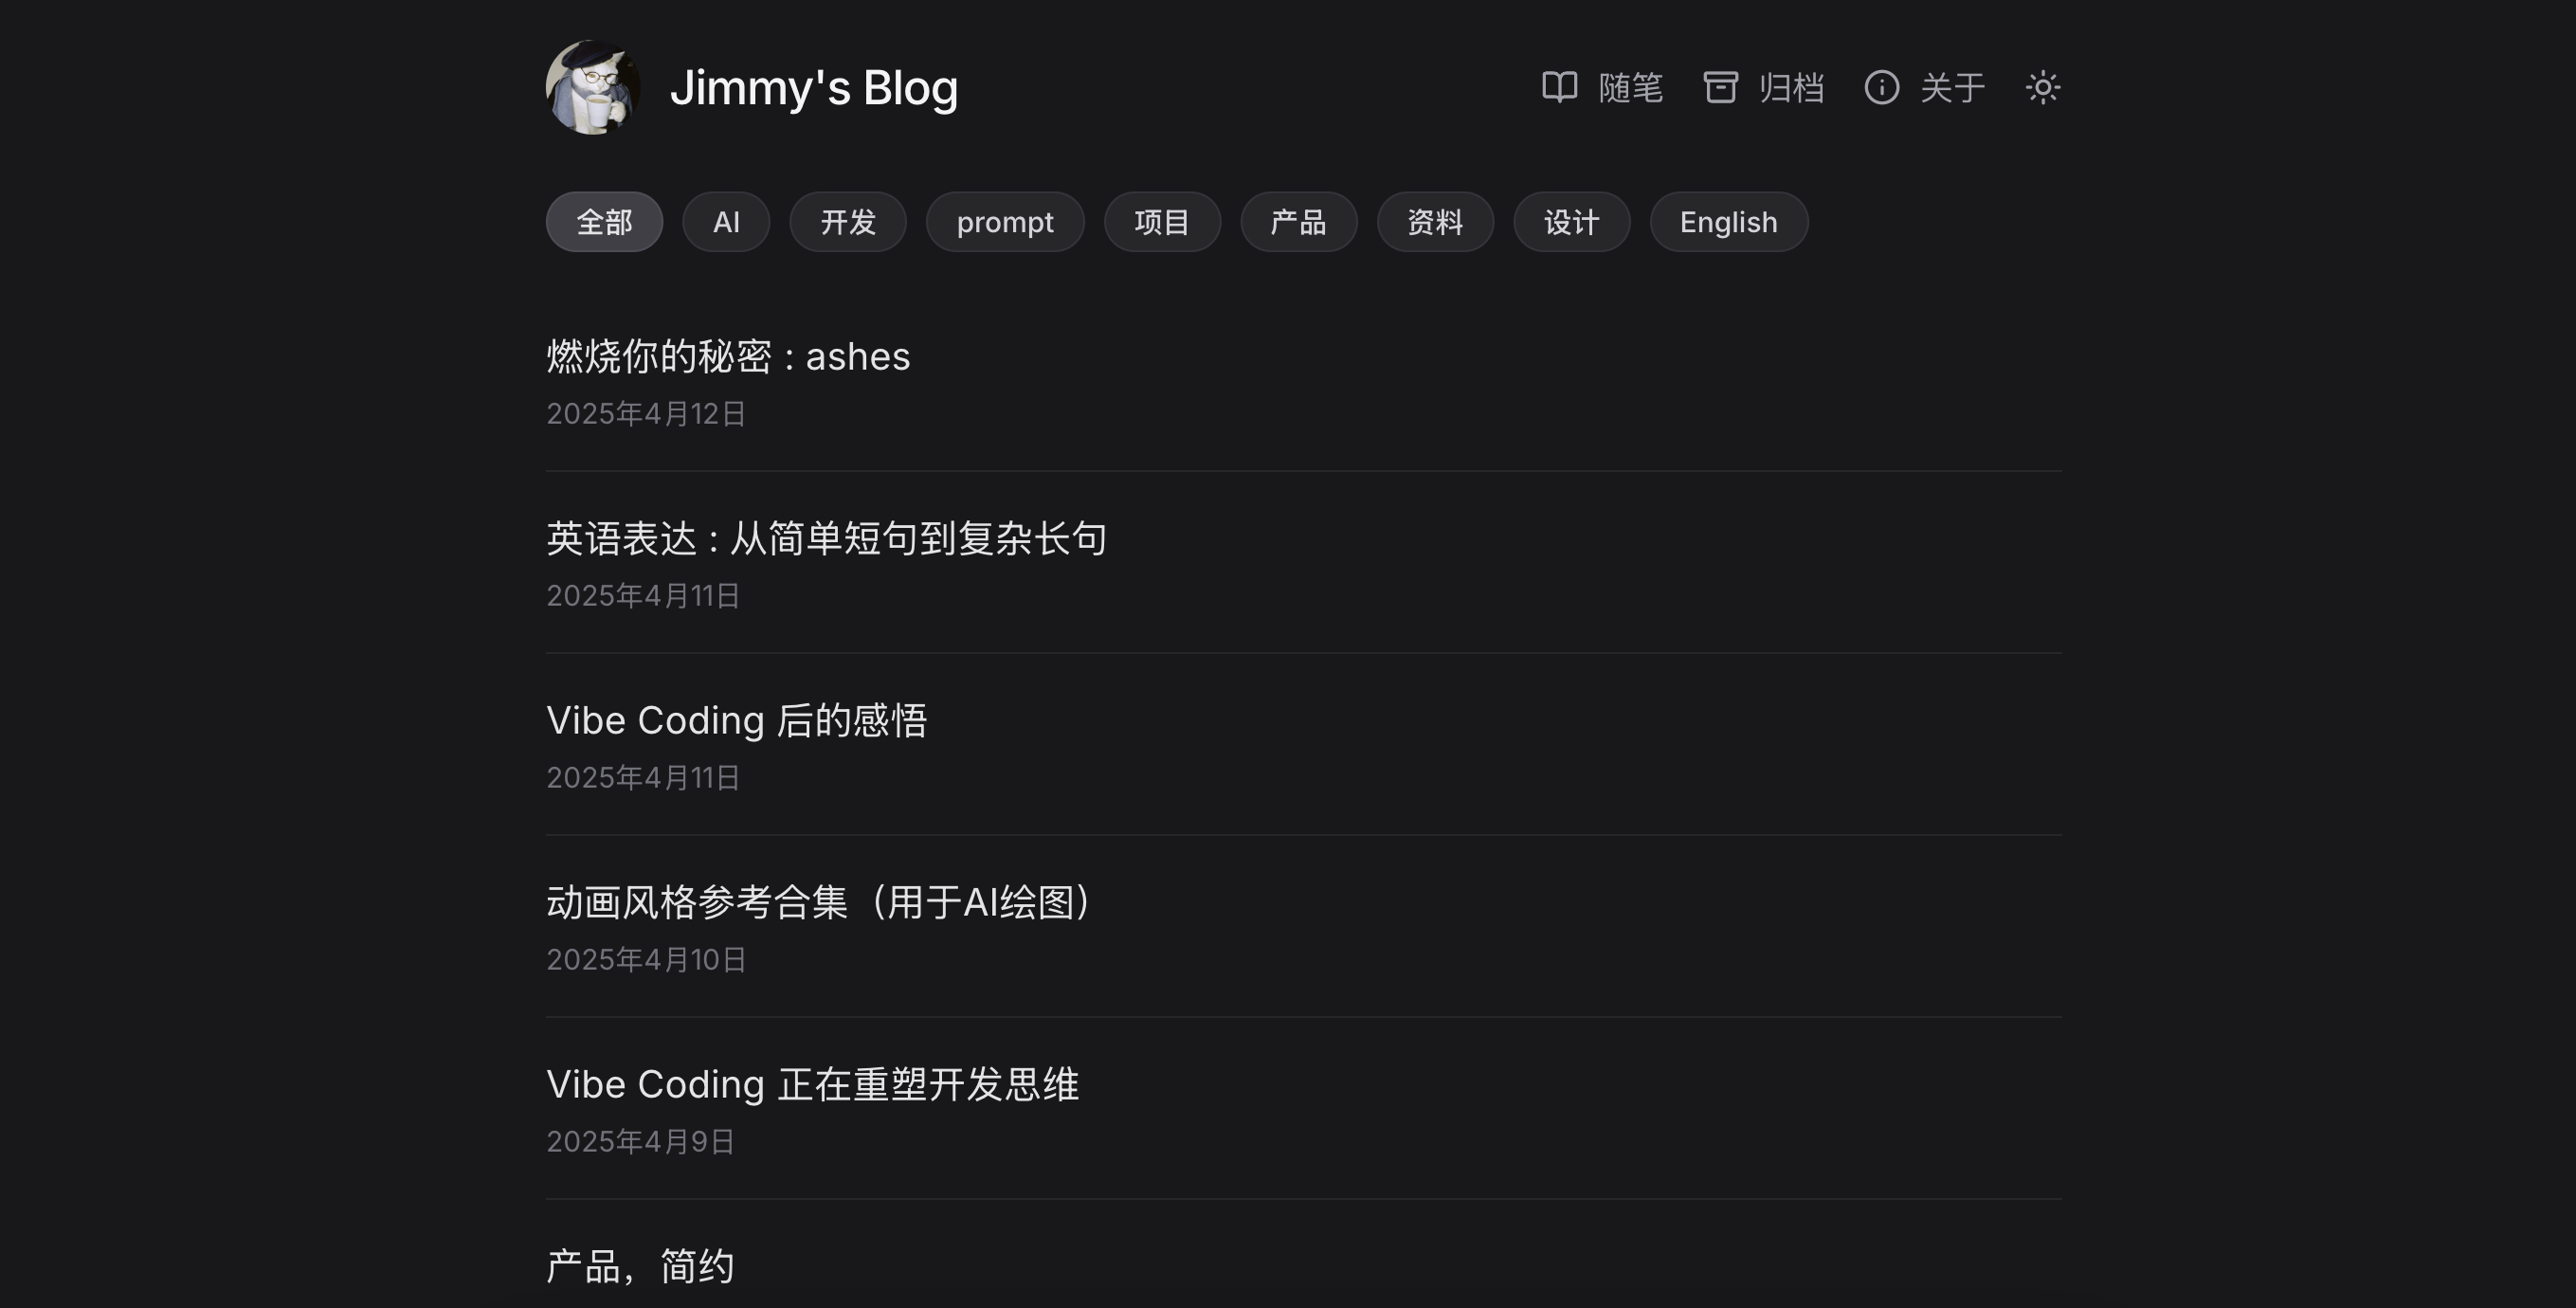 Jimmy's Blog
随笔 归档 关于
全部 AI 开发 prompt 项目 产品 资料 设计 English
燃烧你的秘密 : ashes
2025年4月12日
英语表达 : 从简单短句到复杂长句
2025年4月11日
Vibe Coding 后的感悟
2025年4月11日
动画风格参考合集（用于AI绘图）
2025年4月10日
Vibe Coding 正在重塑开发思维
2025年4月9日
产品，简约